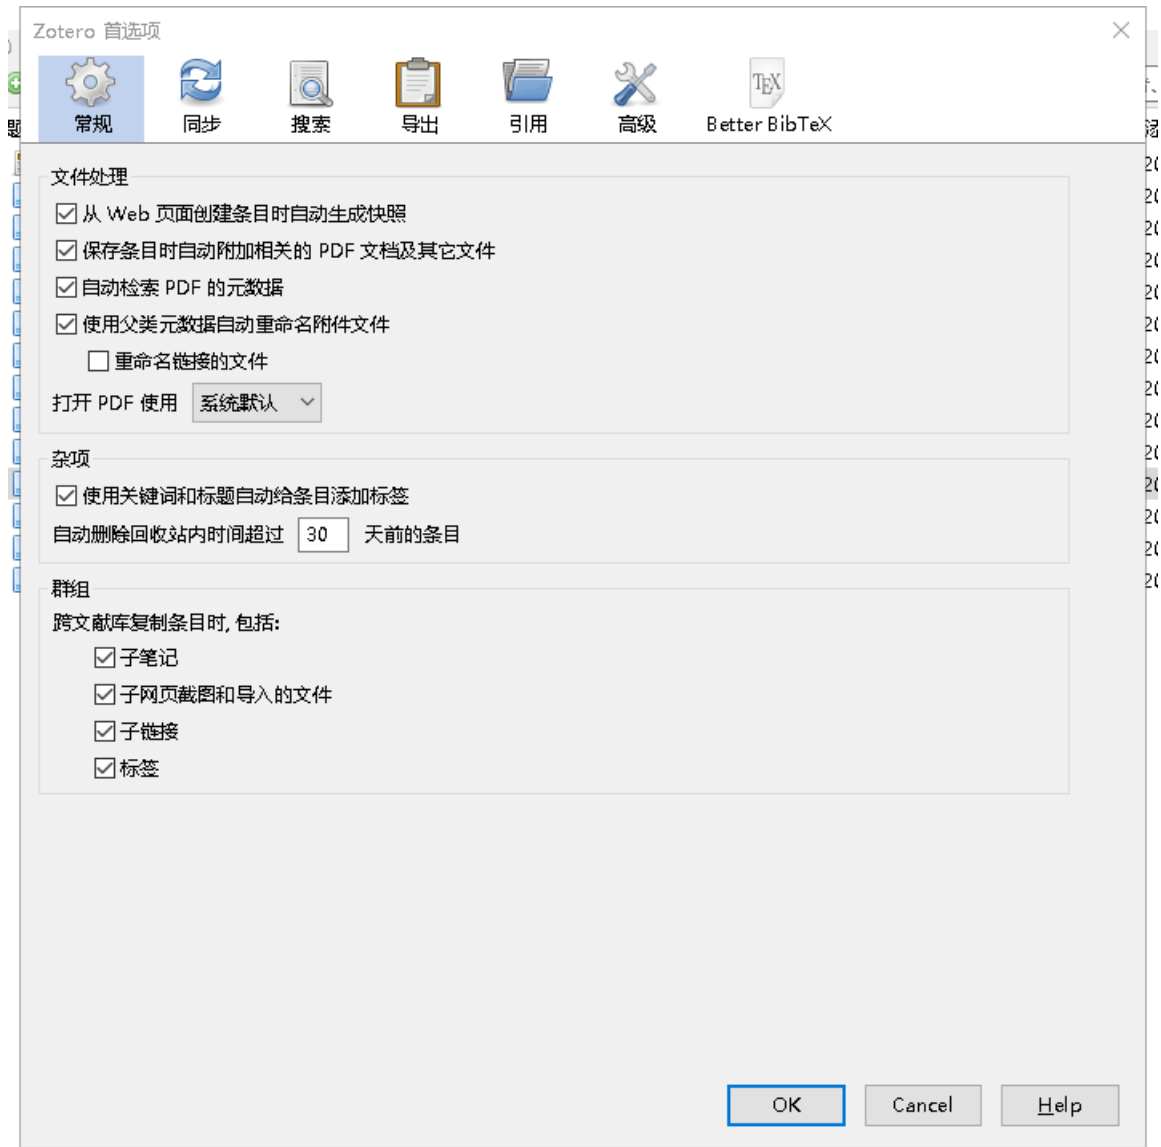 Zotero 首选项
常规 同步 搜索 导出 引用 高级 Better BibTeX
文件处理
从 Web 页面创建条目时自动生成快照
保存条目时自动附加相关的 PDF 文档及其它文件
自动检索 PDF 的元数据
使用父类元数据自动重命名附件文件
重命名链接的文件
打开 PDF 使用 系统默认
杂项
使用关键词和标题自动给条目添加标签
自动删除回收站内时间超过 30 天前的条目
群组
跨文献库复制条目时, 包括:
子笔记
子网页截图和导入的文件
子链接
标签
OK Cancel Help